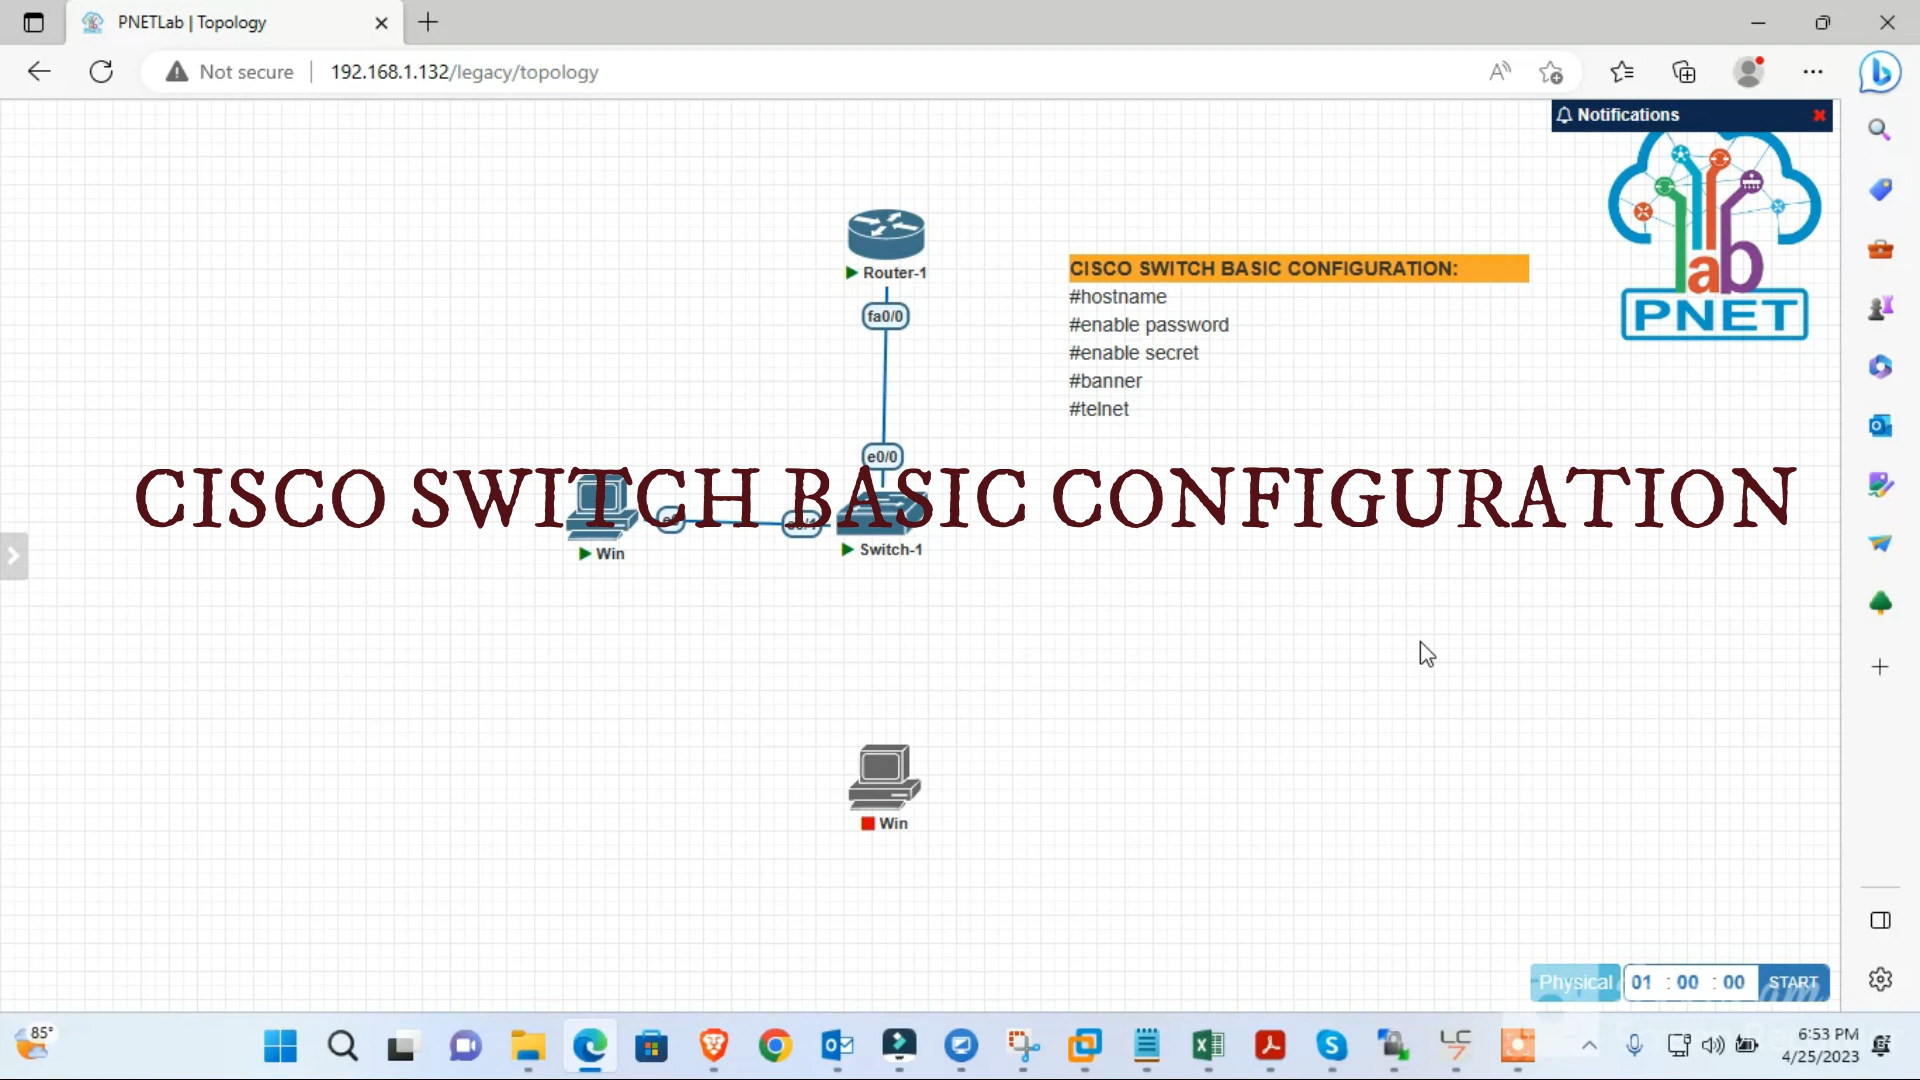 PNETLab | Topology
Not secure
192.168.1.132/legacy/topology
Notifications
lab
PNET
Router-1
fa0/0
CISCO SWITCH BASIC CONFIGURATION:
#hostname
#enable password
#enable secret
#banner
#telnet
e0/0
CISCO SWITCH BASIC CONFIGURATION
Win
Switch-1
Win
Physical
01 : 00 : 00
START
85°
6:53 PM
4/25/2023